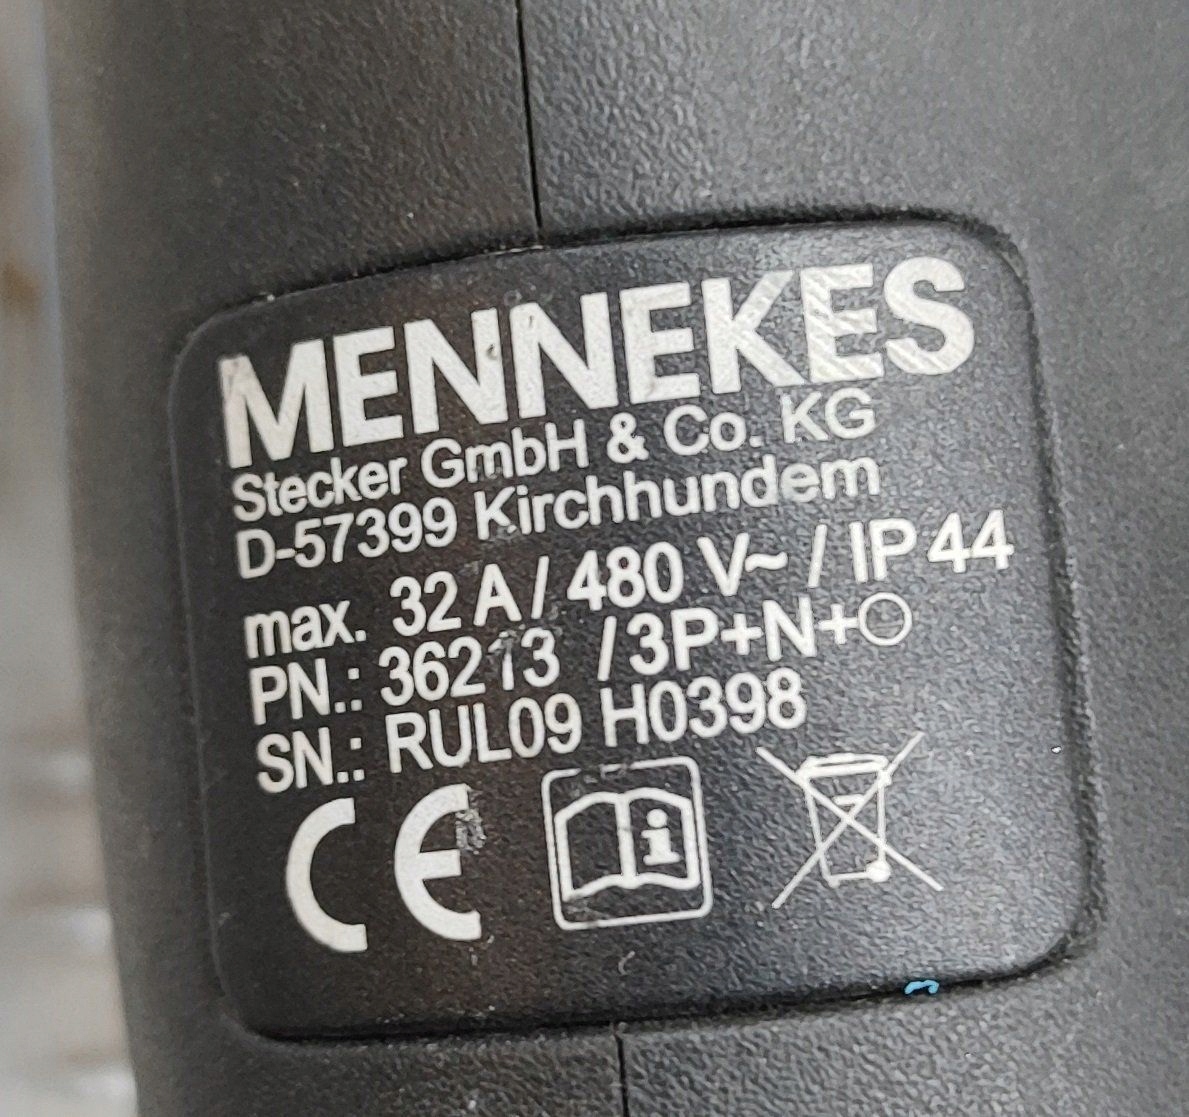 MENNEKES
Stecker GmbH & Co. KG
D-57399 Kirchhundem
max. 32 A / 480 V~ / IP 44
PN.: 36213 / 3P+N+
SN.: RUL09 H0398
CE
i